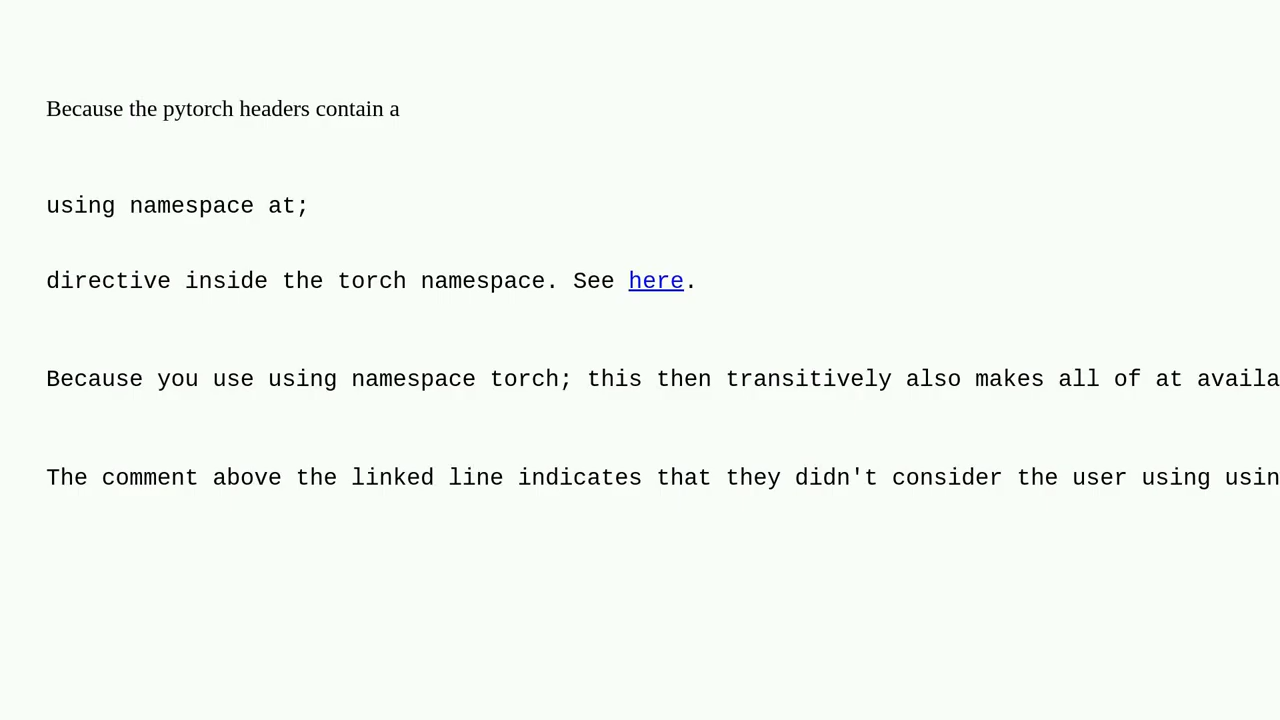 Because the pytorch headers contain a
using namespace at;
directive inside the torch namespace. See here.
Because you use using namespace torch; this then transitively also makes all of at availa
The comment above the linked line indicates that they didn't consider the user using usin